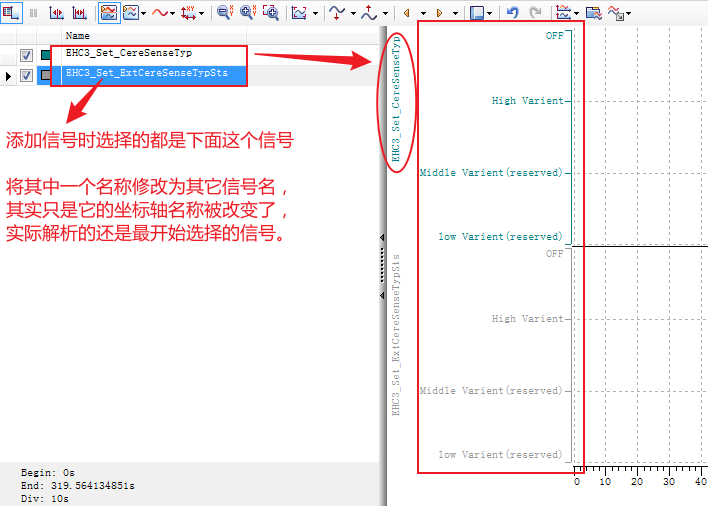 Name
EHC3_Set_CereSenseTyp
EHC3_Set_ExtCereSenseTypSts
添加信号时选择的都是下面这个信号
将其中一个名称修改为其它信号名，
其实只是它的坐标轴名称被改变了，
实际解析的还是最开始选择的信号。
Begin: 0s
End: 319.564134851s
Div: 10s
EHC3_Set_CereSenseTyp
OFF
High Varient
Middle Varient(reserved)
low Varient(reserved)
EHC3_Set_ExtCereSenseTypSts
OFF
High Varient
Middle Varient(reserved)
low Varient(reserved)
0 10 20 30 40